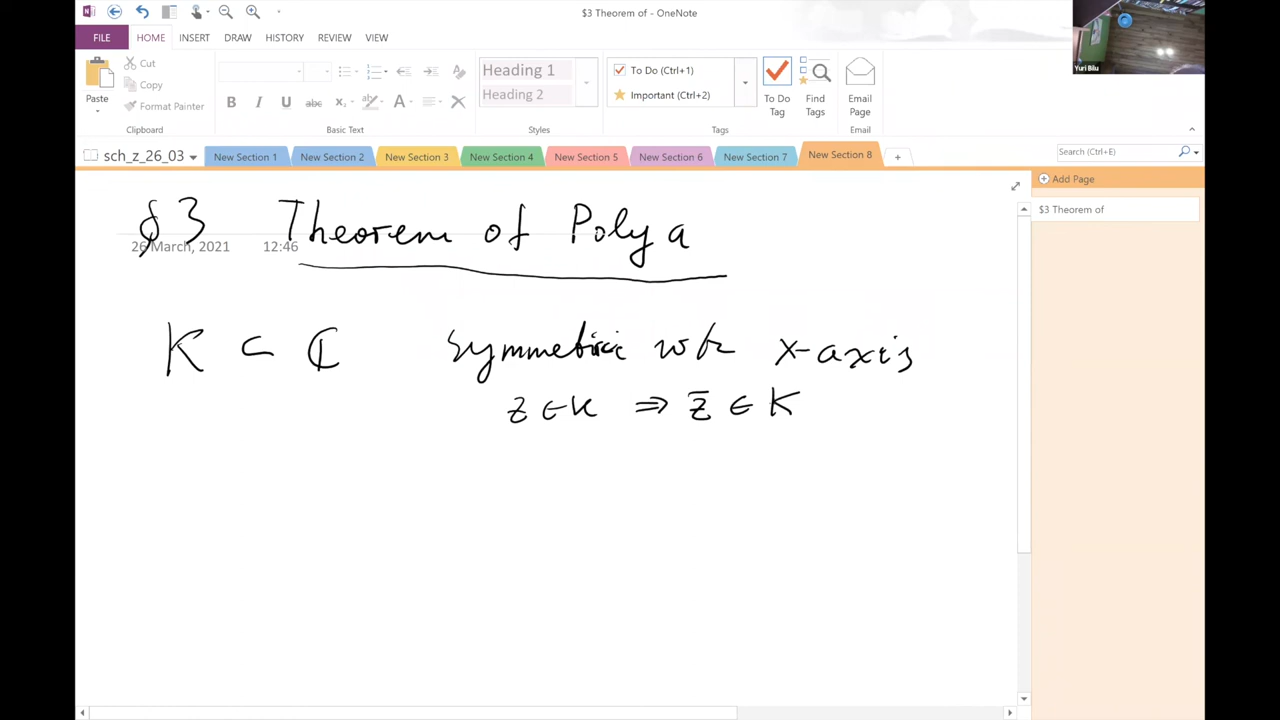 $3 Theorem of - OneNote
Yuri Bilu
FILE HOME INSERT DRAW HISTORY REVIEW VIEW
Paste
Cut
Copy
Format Painter
Clipboard
B I U abc
Basic Text
Heading 1
Heading 2
Styles
To Do (Ctrl+1)
Important (Ctrl+2)
Tags
To Do Tag
Find Tags
Email Page
Email
sch_z_26_03 New Section 1 New Section 2 New Section 3 New Section 4 New Section 5 New Section 6 New Section 7 New Section 8
Search (Ctrl+E)
Add Page
$3 Theorem of
§3 Theorem of Polya
26 March, 2021 12:46
K ⊂ ℂ symmetric wtr x-axis
z ∈ K ⇒ z̄ ∈ K